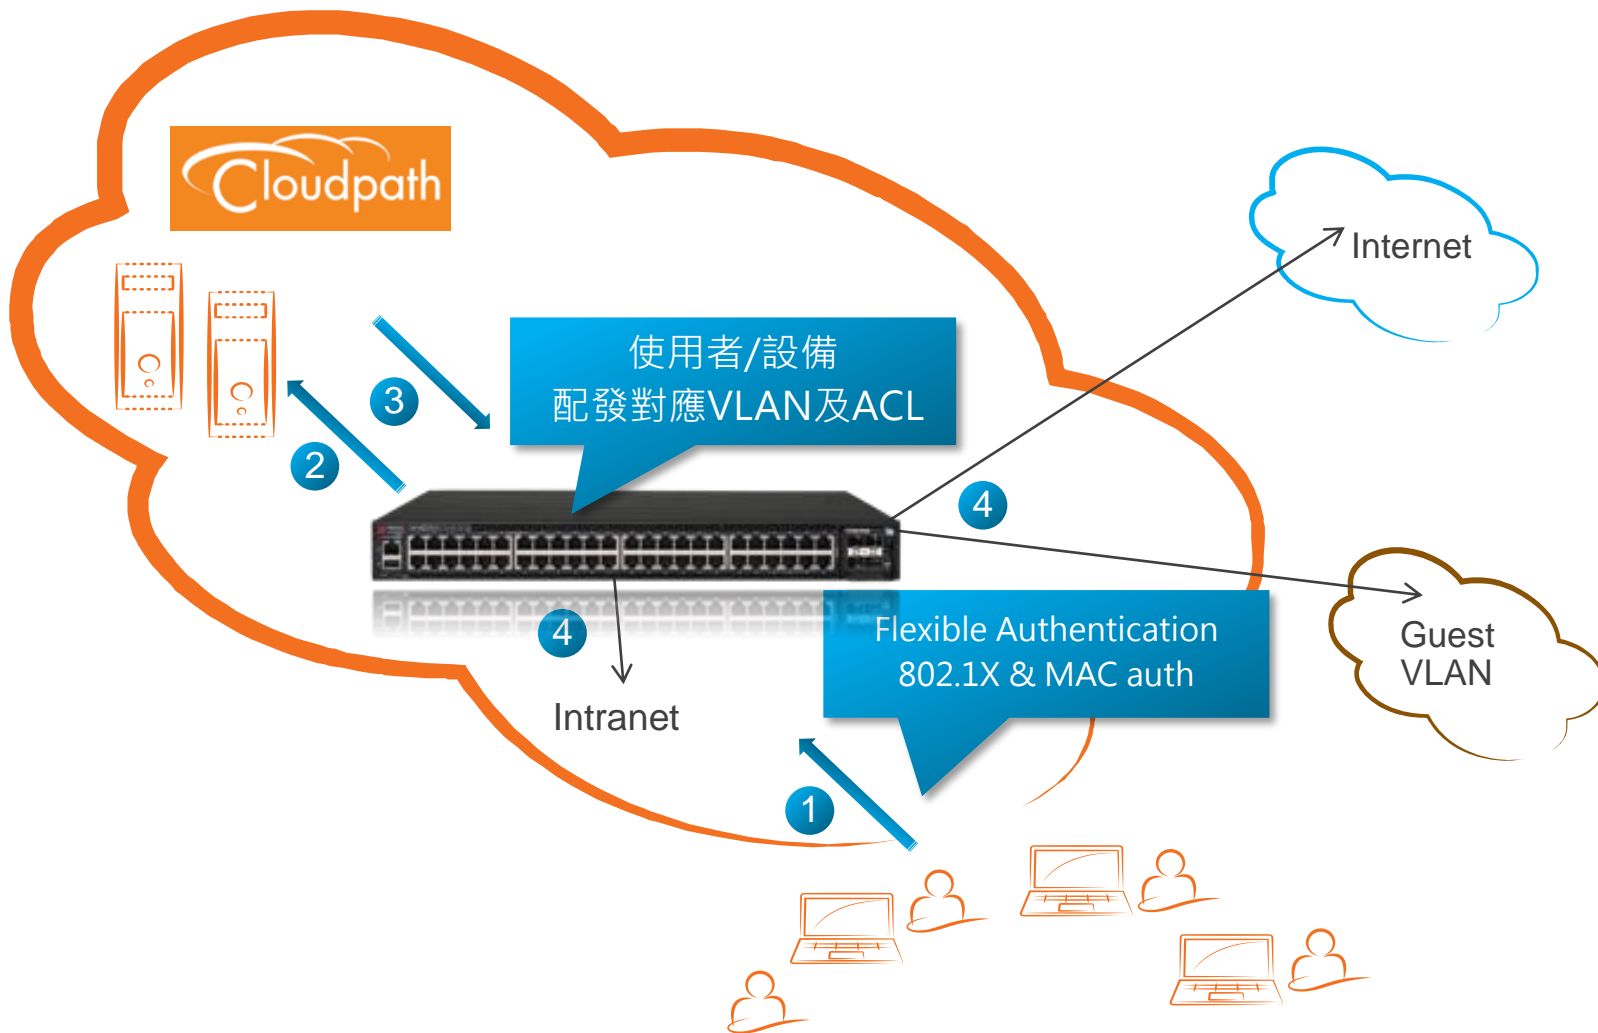 Cloudpath
Internet
使用者/設備
配發對應VLAN及ACL
3
2
4
Flexible Authentication
802.1X & MAC auth
4
Guest
VLAN
Intranet
1